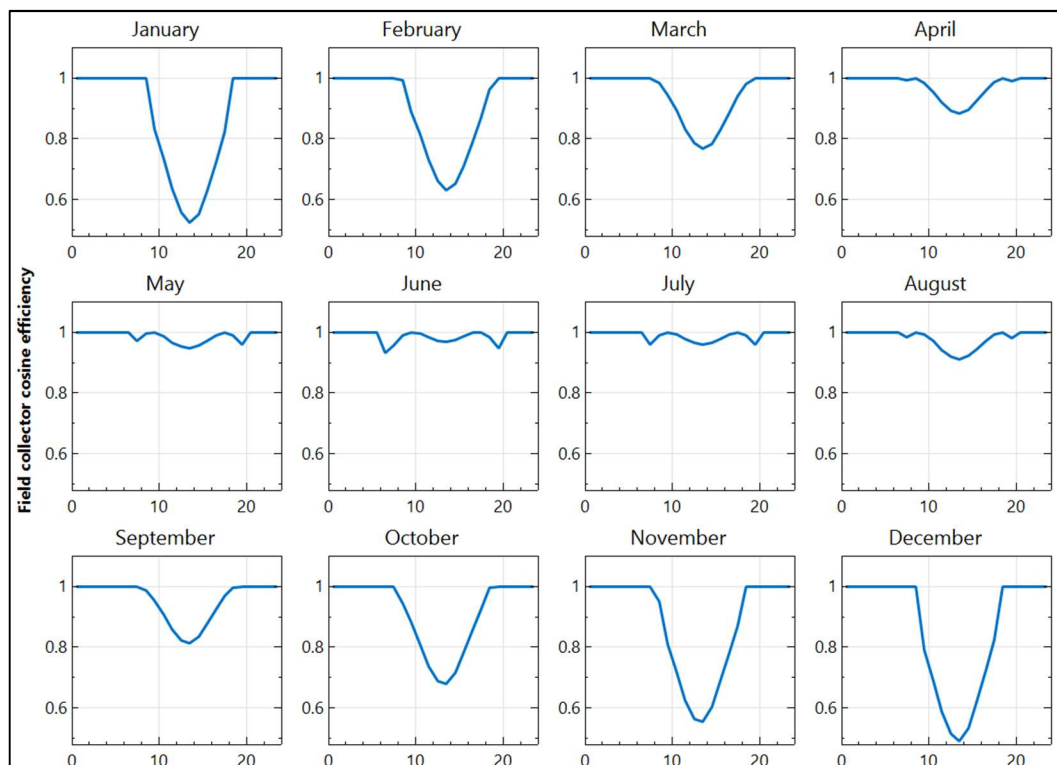 January February March April
1 1 1 1
0.8 0.8 0.8 0.8
0.6 0.6 0.6 0.6
0 10 20 0 10 20 0 10 20 0 10 20
Field collector cosine efficiency
May June July August
1 1 1 1
0.8 0.8 0.8 0.8
0.6 0.6 0.6 0.6
0 10 20 0 10 20 0 10 20 0 10 20
September October November December
1 1 1 1
0.8 0.8 0.8 0.8
0.6 0.6 0.6 0.6
0 10 20 0 10 20 0 10 20 0 10 20